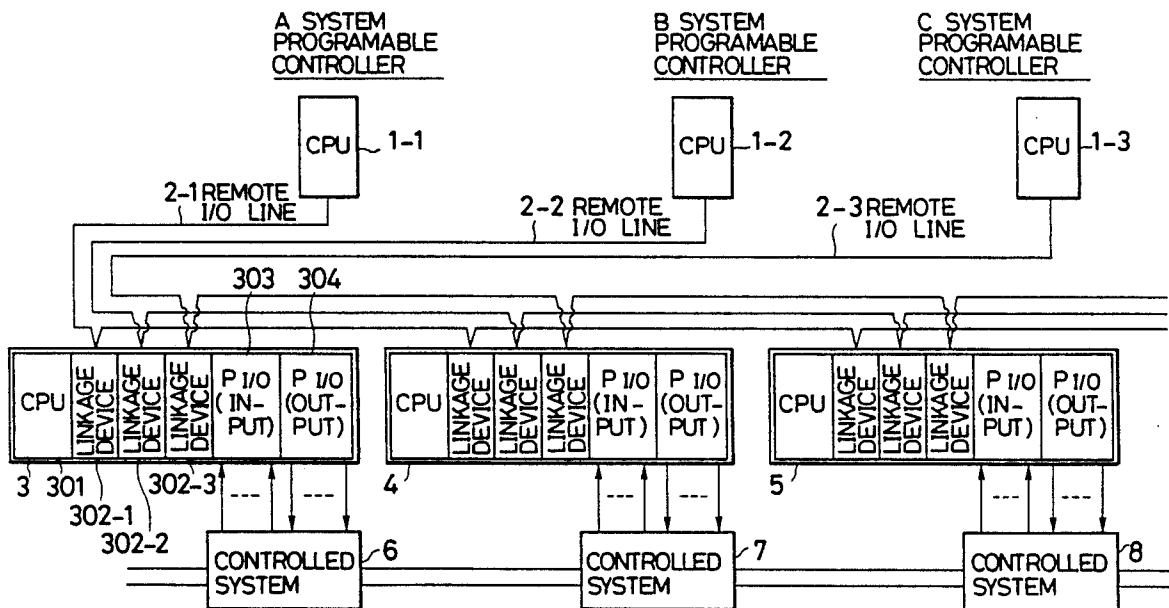 A SYSTEM
PROGRAMABLE
CONTROLLER
B SYSTEM
PROGRAMABLE
CONTROLLER
C SYSTEM
PROGRAMABLE
CONTROLLER
CPU
1-1
CPU
1-2
CPU
1-3
2-1 REMOTE
I/O LINE
2-2 REMOTE
I/O LINE
2-3 REMOTE
I/O LINE
303
304
CPU
LINKAGE
DEVICE
LINKAGE
DEVICE
LINKAGE
DEVICE
P I/O
(IN-
PUT)
P I/O
(OUT-
PUT)
CPU
LINKAGE
DEVICE
LINKAGE
DEVICE
LINKAGE
DEVICE
P I/O
(IN-
PUT)
P I/O
(OUT-
PUT)
CPU
LINKAGE
DEVICE
LINKAGE
DEVICE
LINKAGE
DEVICE
P I/O
(IN-
PUT)
P I/O
(OUT-
PUT)
3
301
302-1
302-2
302-3
4
5
CONTROLLED
SYSTEM
6
CONTROLLED
SYSTEM
7
CONTROLLED
SYSTEM
8